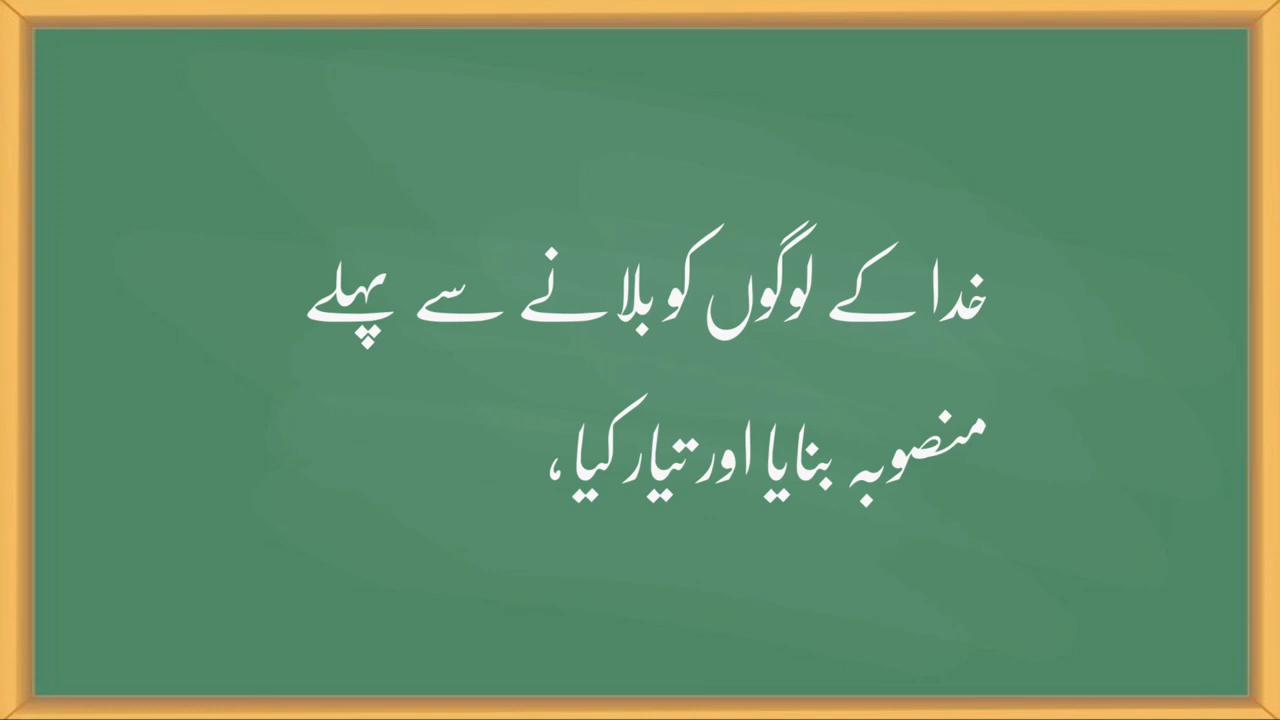 خدا کے لوگوں کو بلانے سے پہلے
منصوبہ بنایا اور تیار کیا،